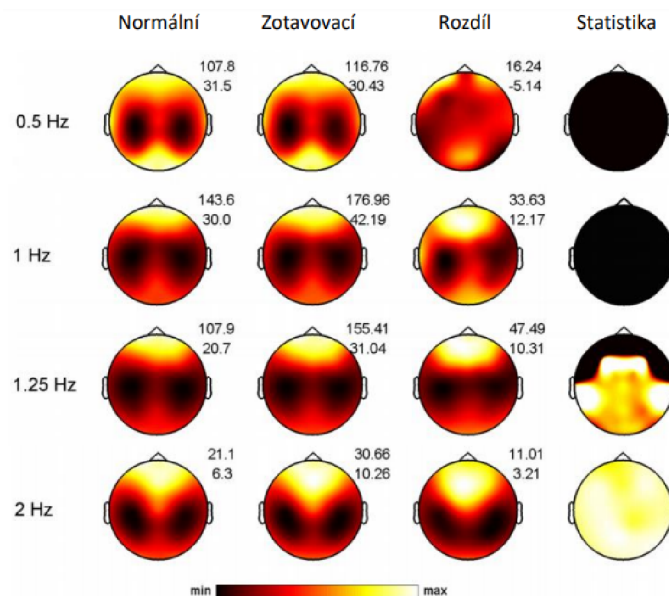 Normální Zotavovací Rozdíl Statistika
107.8 116.76 16.24
31.5 30.43 -5.14
0.5 Hz
143.6 176.96 33.63
30.0 42.19 12.17
1 Hz
107.9 155.41 47.49
20.7 31.04 10.31
1.25 Hz
21.1 30.66 11.01
6.3 10.26 3.21
2 Hz
min max